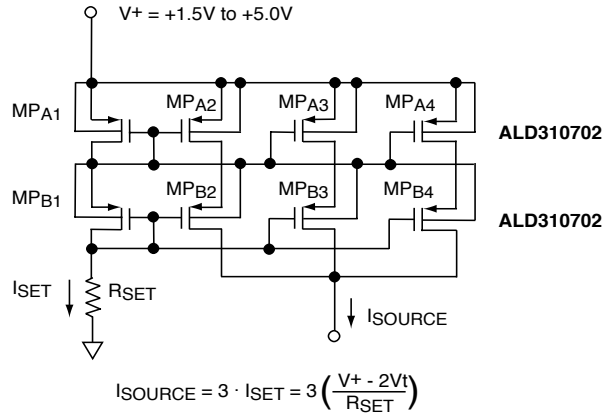 V+ = +1.5V to +5.0V
MPA1
MPA2
MPA3
MPA4
ALD310702
MPB1
MPB2
MPB3
MPB4
ALD310702
ISET
RSET
ISOURCE
ISOURCE = 3 · ISET = 3 (V+ - 2Vt / RSET)